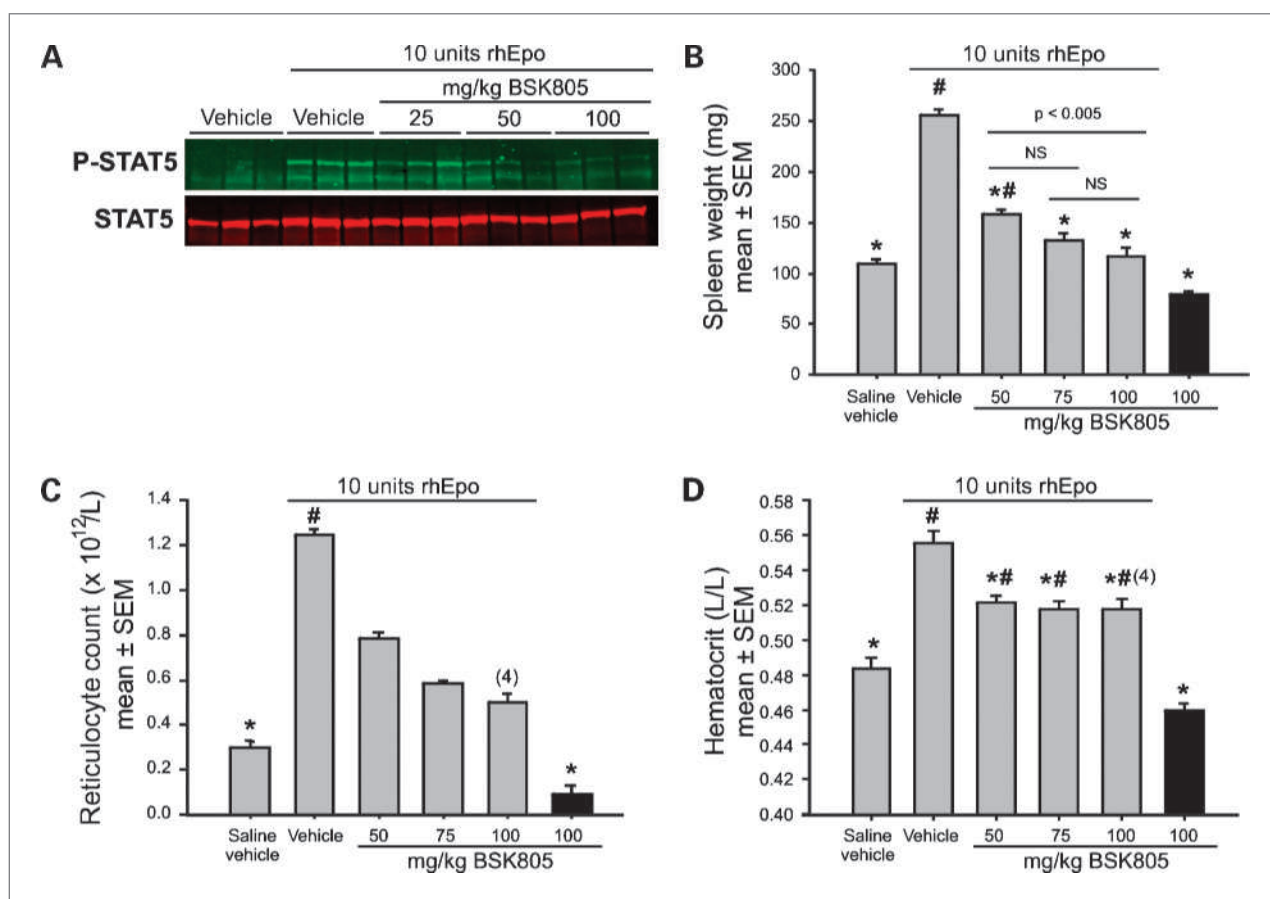 A
10 units rhEpo
mg/kg BSK805
Vehicle Vehicle 25 50 100
P-STAT5
STAT5
B
10 units rhEpo
#
p < 0.005
NS
NS
*
*#
*
*
*
Spleen weight (mg)
mean ± SEM
300
250
200
150
100
50
0
Saline
vehicle
Vehicle 50 75 100 100
mg/kg BSK805
C
10 units rhEpo
#
(4)
*
*
Reticulocyte count (x 10¹²/L)
mean ± SEM
1.4
1.2
0.8
0.6
0.4
0.2
0.0
Saline
vehicle
Vehicle 50 75 100 100
mg/kg BSK805
D
10 units rhEpo
#
*
*#
*#
*#(4)
*
Hematocrit (L/L)
mean ± SEM
0.58
0.56
0.54
0.52
0.50
0.48
0.46
0.44
0.42
0.40
Saline
vehicle
Vehicle 50 75 100 100
mg/kg BSK805